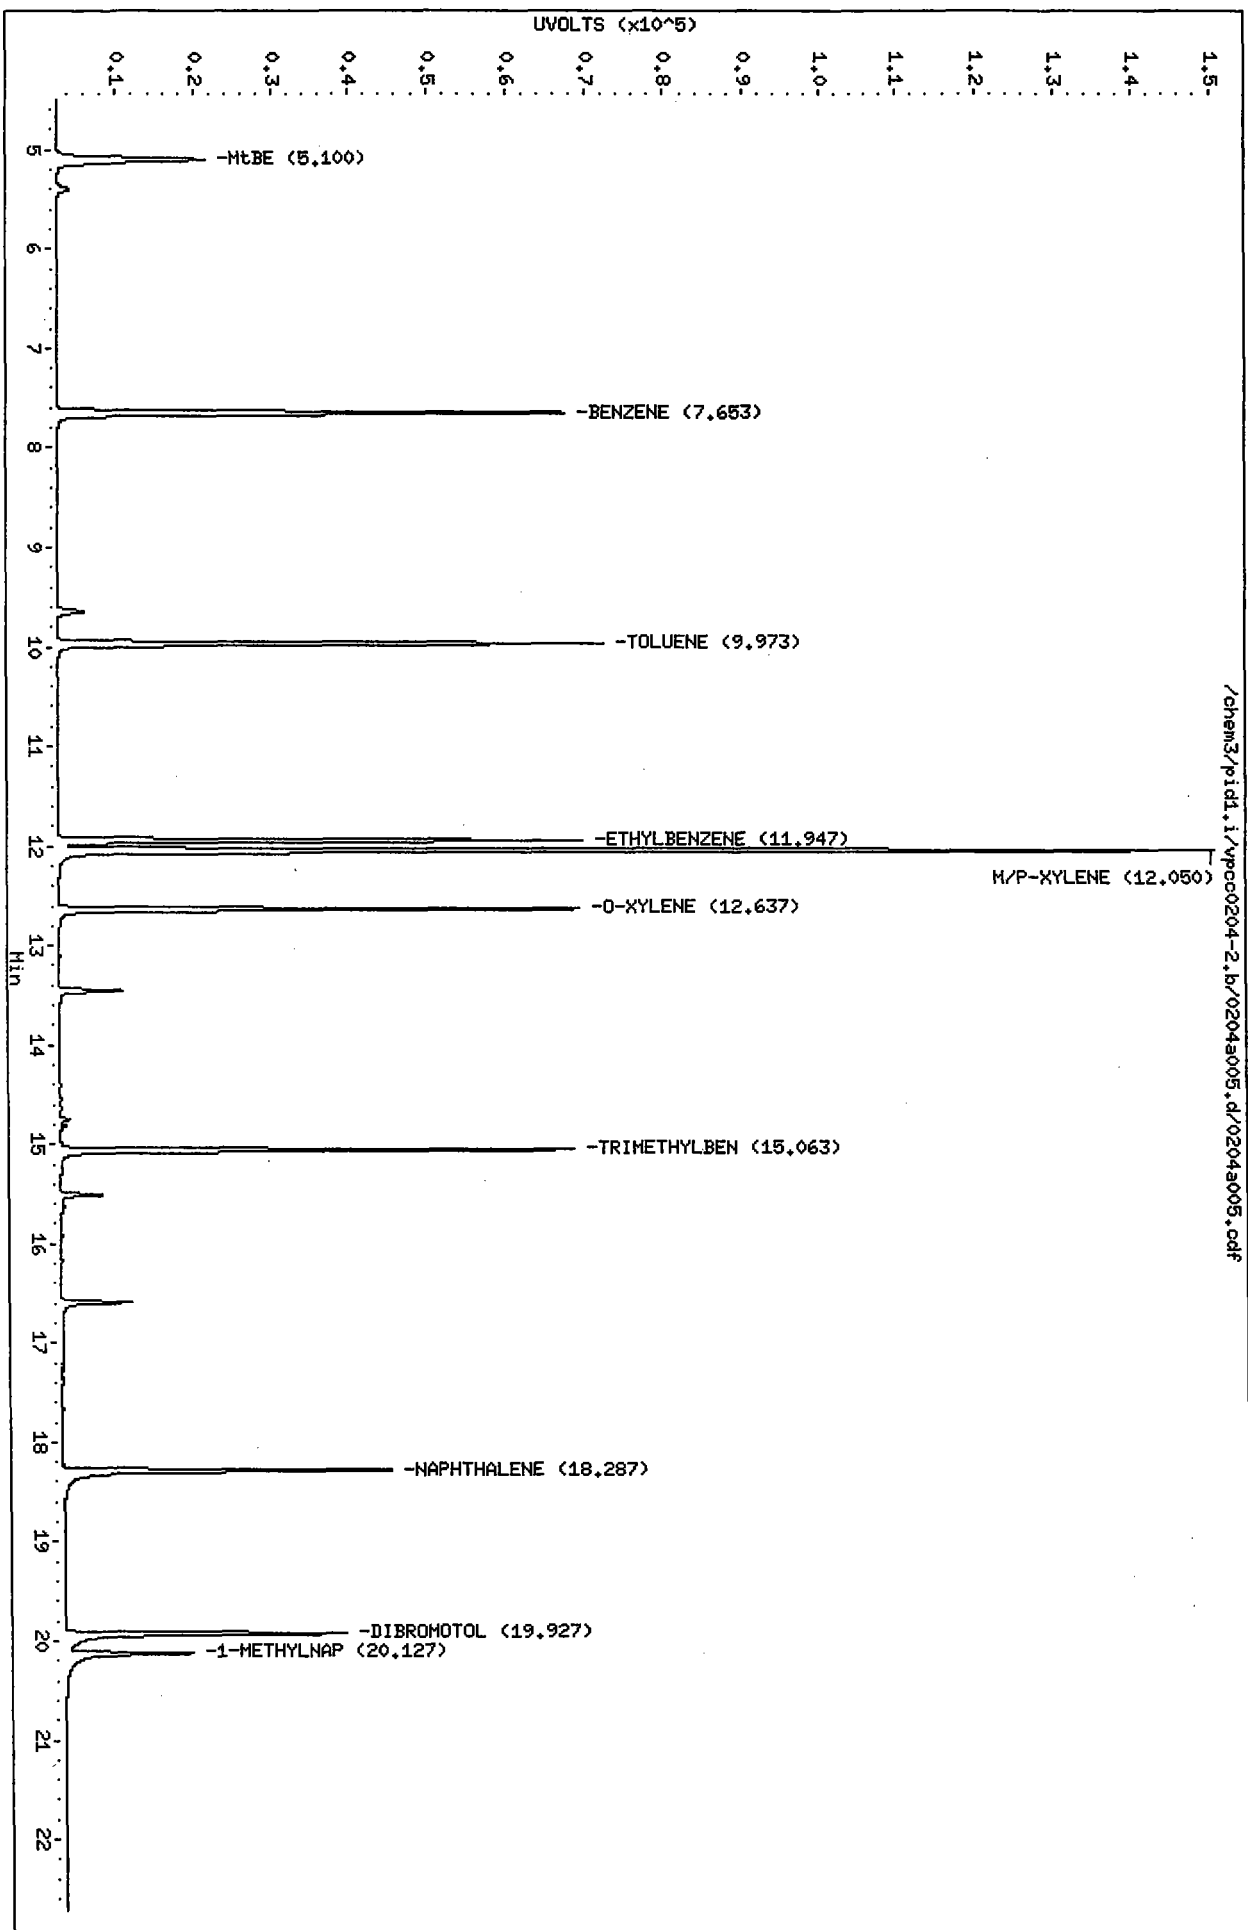 /chem3/pid1.i/vpcc0204-2.b/0204a005.d/0204a005.cdf
UVOLTS (x10^5)
0.1
0.2
0.3
0.4
0.5
0.6
0.7
0.8
0.9
1.0
1.1
1.2
1.3
1.4
1.5
-MtBE (5.100)
-BENZENE (7.653)
-TOLUENE (9.973)
-ETHYLBENZENE (11.947)
M/P-XYLENE (12.050)
-O-XYLENE (12.637)
-TRIMETHYLBEN (15.063)
-NAPHTHALENE (18.287)
-DIBROMOTOL (19.927)
-1-METHYLNAP (20.127)
5
6
7
8
9
10
11
12
13
14
15
16
17
18
19
20
21
22
Min